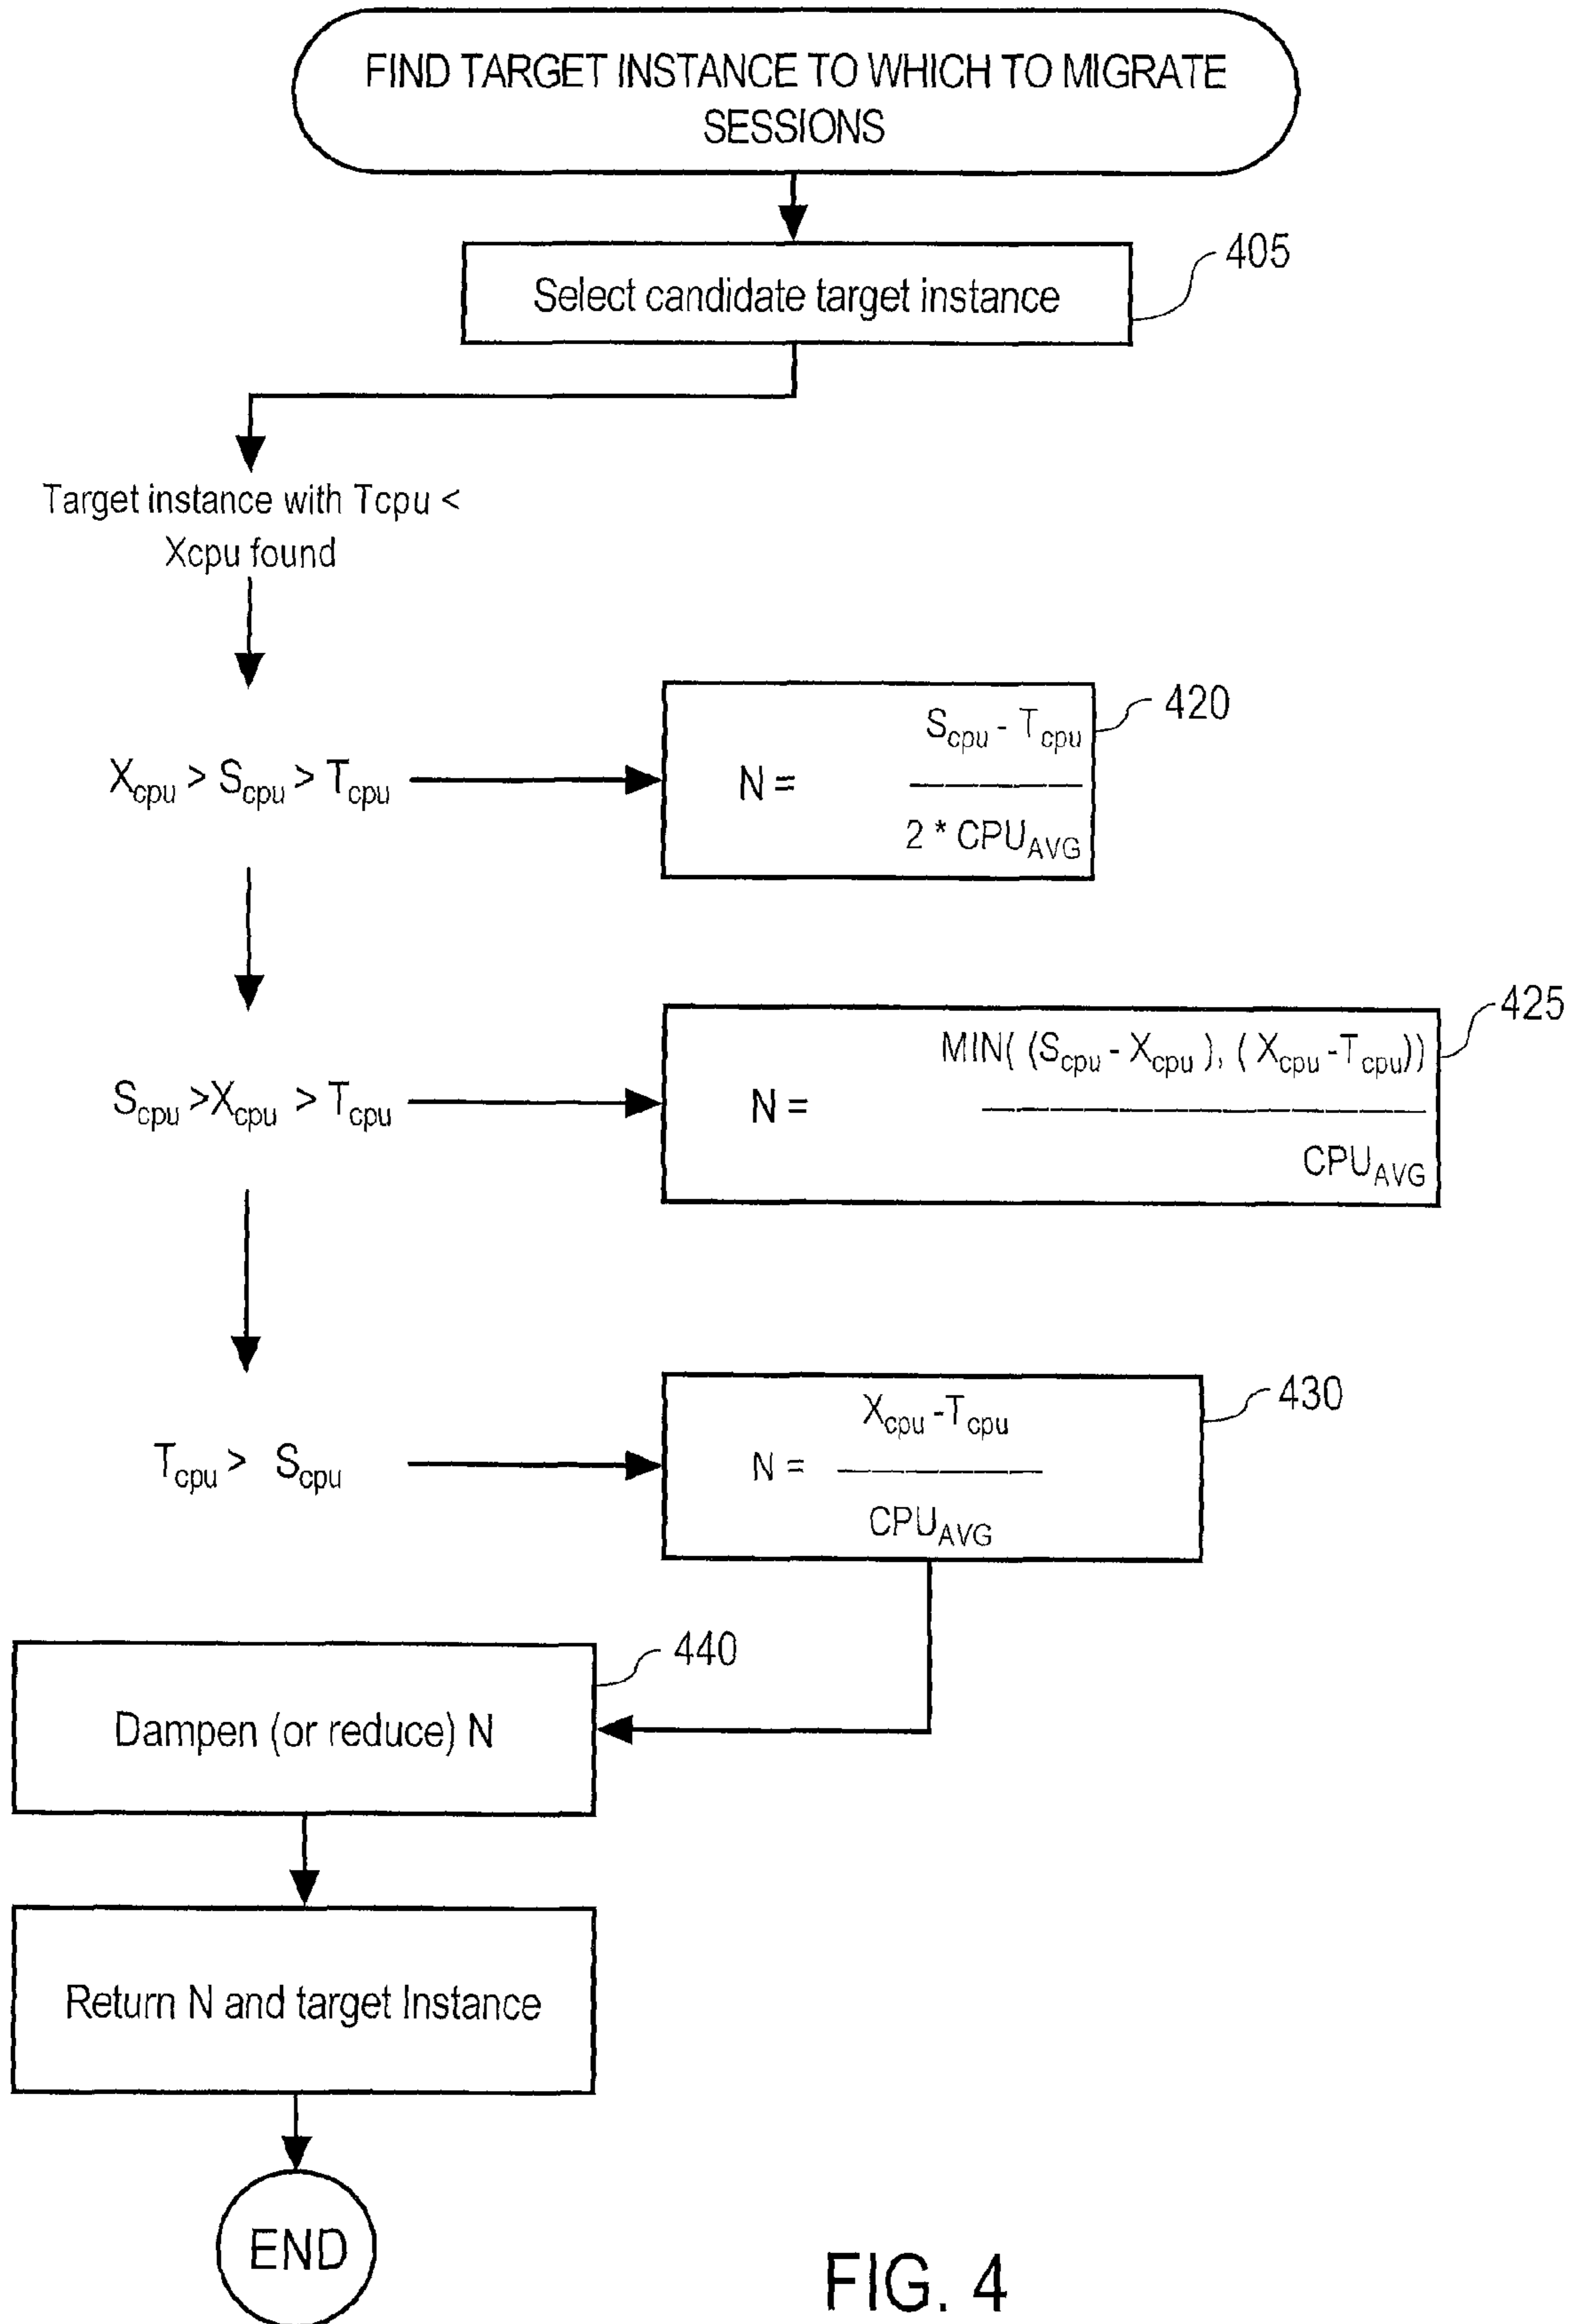 FIND TARGET INSTANCE TO WHICH TO MIGRATE
SESSIONS
405
Select candidate target instance
Target instance with Tcpu <
Xcpu found
420
Xcpu > Scpu > Tcpu
N =
Scpu - Tcpu
2 * CPUAVG
425
Scpu >Xcpu > Tcpu
N =
MIN( (Scpu - Xcpu ), ( Xcpu -Tcpu))
CPUAVG
430
Tcpu > Scpu
N =
Xcpu -Tcpu
CPUAVG
440
Dampen (or reduce) N
Return N and target Instance
END
FIG. 4